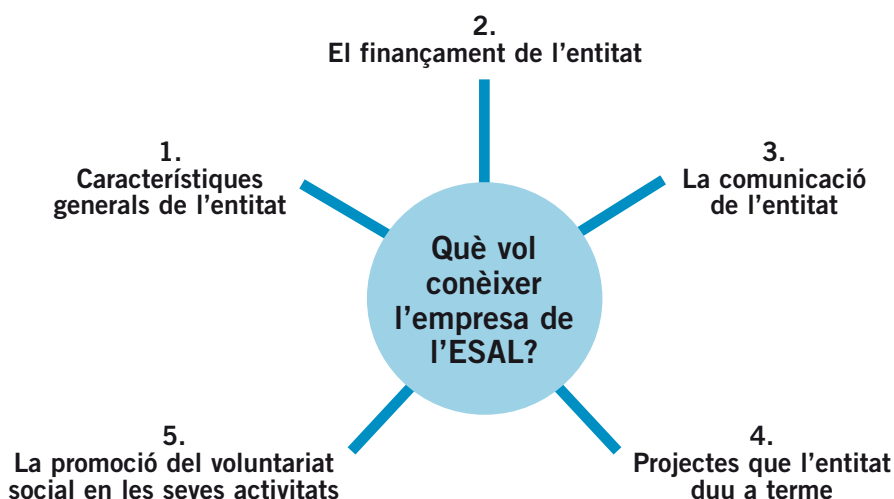 2.
El finançament de l’entitat
1.
Característiques
generals de l’entitat
3.
La comunicació
de l’entitat
Què vol
conèixer
l’empresa de
l’ESAL?
5.
La promoció del voluntariat
social en les seves activitats
4.
Projectes que l’entitat
duu a terme